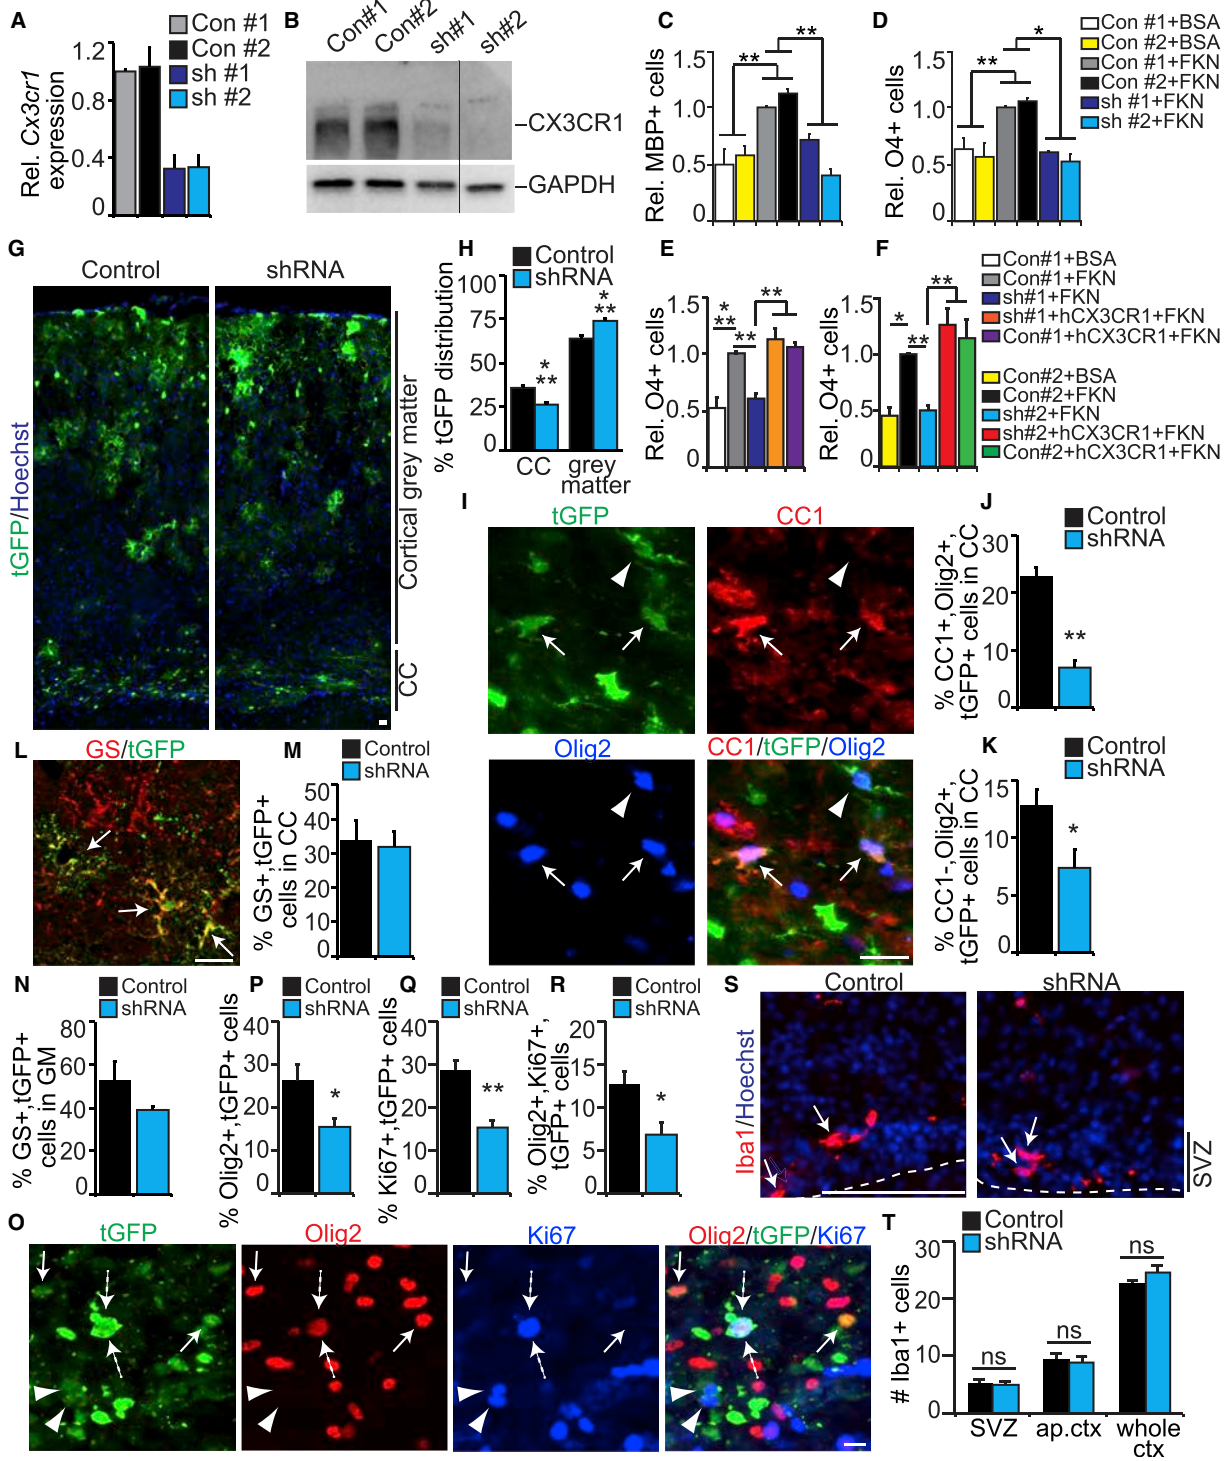 A
Con #1
Con #2
sh #1
sh #2
Rel. Cx3cr1
expression
1.2
0.8
0.4
0
B
Con#1
Con#2
sh#1
sh#2
CX3CR1
GAPDH
C
Rel. MBP+ cells
1.5
1.0
0.5
0
**
**
D
Rel. O4+ cells
1.5
1.0
0.5
0
**
*
Con #1+BSA
Con #2+BSA
Con #1+FKN
Con #2+FKN
sh #1+FKN
sh #2+FKN
G
Control
shRNA
tGFP/Hoechst
Cortical grey matter
CC
H
Control
shRNA
% tGFP distribution
100
75
50
25
0
*
**
*
**
CC
grey
matter
E
Rel. O4+ cells
1.5
1.0
0.5
0
*
**
**
**
F
Rel. O4+ cells
1.5
1.0
0.5
0
*
**
**
Con#1+BSA
Con#1+FKN
sh#1+FKN
sh#1+hCX3CR1+FKN
Con#1+hCX3CR1+FKN
Con#2+BSA
Con#2+FKN
sh#2+FKN
sh#2+hCX3CR1+FKN
Con#2+hCX3CR1+FKN
I
tGFP
CC1
Olig2
CC1/tGFP/Olig2
J
Control
shRNA
% CC1+,Olig2+,
tGFP+ cells in CC
30
20
10
0
**
K
Control
shRNA
% CC1-,Olig2+,
tGFP+ cells in CC
15
10
5
0
*
L
GS/tGFP
M
Control
shRNA
% GS+,tGFP+
cells in CC
50
40
30
20
10
0
N
Control
shRNA
% GS+,tGFP+
cells in GM
80
60
40
20
0
P
Control
shRNA
% Olig2+,tGFP+ cells
40
30
20
10
0
*
Q
Control
shRNA
% Ki67+,tGFP+ cells
40
30
20
10
0
**
R
Control
shRNA
% Olig2+,Ki67+,
tGFP+ cells
20
15
10
5
0
*
S
Control
shRNA
Iba1/Hoechst
SVZ
O
tGFP
Olig2
Ki67
Olig2/tGFP/Ki67
T
Control
shRNA
# Iba1+ cells
30
20
10
0
ns
ns
ns
SVZ
ap.ctx
whole
ctx